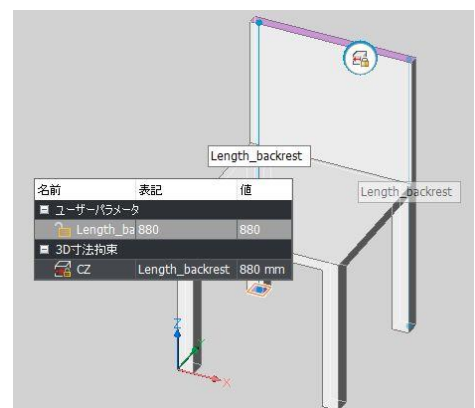 Length_backrest
Length_backrest
名前 表記 値
ユーザーパラメータ
Length_ba 880 880
3D寸法拘束
CZ Length_backrest 880 mm
Z
Y
X